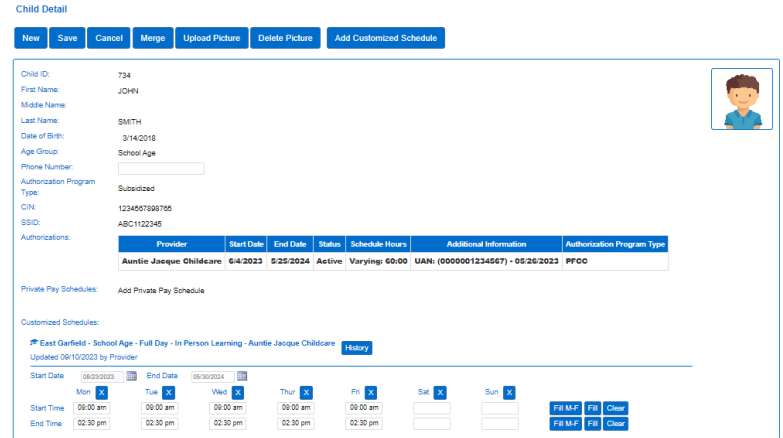 Child Detail
New Save Cancel Merge Upload Picture Delete Picture Add Customized Schedule
Child ID: 734
First Name: JOHN
Middle Name:
Last Name: SMITH
Date of Birth: 3/14/2018
Age Group: School Age
Phone Number:
Authorization Program
Type: Subsidized
CIN: 1234567898765
SSID: ABC1122345
Authorizations:
Provider Start Date End Date Status Schedule Hours Additional Information Authorization Program Type
Auntie Jacque Childcare 6/4/2023 5/25/2024 Active Varying: 60:00 UAN: (0000001234567) - 05/26/2023 PFCC
Private Pay Schedules: Add Private Pay Schedule
Customized Schedules:
East Garfield - School Age - Full Day - In Person Learning - Auntie Jacque Childcare History
Updated 09/10/2023 by Provider
Start Date 08/23/2023 End Date 05/30/2024
Mon X Tue X Wed X Thur X Fri X Sat X Sun X
Start Time 09:00 am 09:00 am 09:00 am 09:00 am 09:00 am Fill M-F Fill Clear
End Time 02:30 pm 02:30 pm 02:30 pm 02:30 pm 02:30 pm Fill M-F Fill Clear